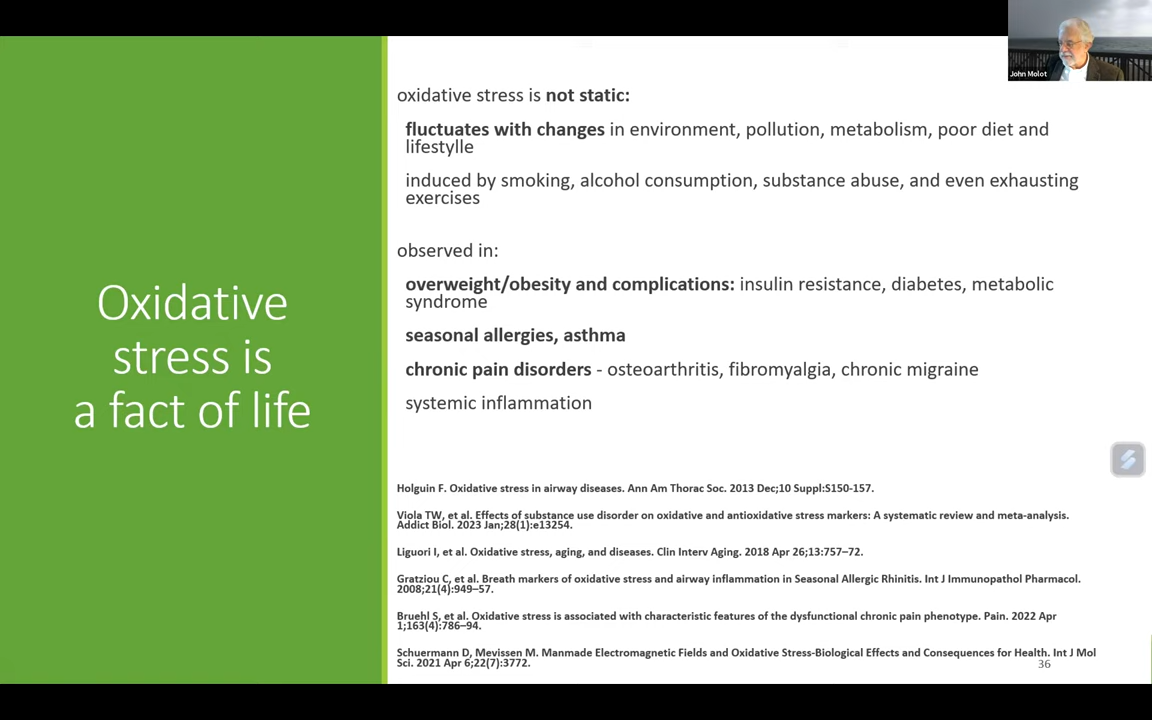 John Molot
Oxidative
stress is
a fact of life
oxidative stress is not static:
fluctuates with changes in environment, pollution, metabolism, poor diet and
lifestylle
induced by smoking, alcohol consumption, substance abuse, and even exhausting
exercises
observed in:
overweight/obesity and complications: insulin resistance, diabetes, metabolic
syndrome
seasonal allergies, asthma
chronic pain disorders - osteoarthritis, fibromyalgia, chronic migraine
systemic inflammation
Holguin F. Oxidative stress in airway diseases. Ann Am Thorac Soc. 2013 Dec;10 Suppl:S150-157.
Viola TW, et al. Effects of substance use disorder on oxidative and antioxidative stress markers: A systematic review and meta-analysis.
Addict Biol. 2023 Jan;28(1):e13254.
Liguori I, et al. Oxidative stress, aging, and diseases. Clin Interv Aging. 2018 Apr 26;13:757–72.
Gratziou C, et al. Breath markers of oxidative stress and airway inflammation in Seasonal Allergic Rhinitis. Int J Immunopathol Pharmacol.
2008;21(4):949–57.
Bruehl S, et al. Oxidative stress is associated with characteristic features of the dysfunctional chronic pain phenotype. Pain. 2022 Apr
1;163(4):786–94.
Schuermann D, Mevissen M. Manmade Electromagnetic Fields and Oxidative Stress-Biological Effects and Consequences for Health. Int J Mol
Sci. 2021 Apr 6;22(7):3772.
36